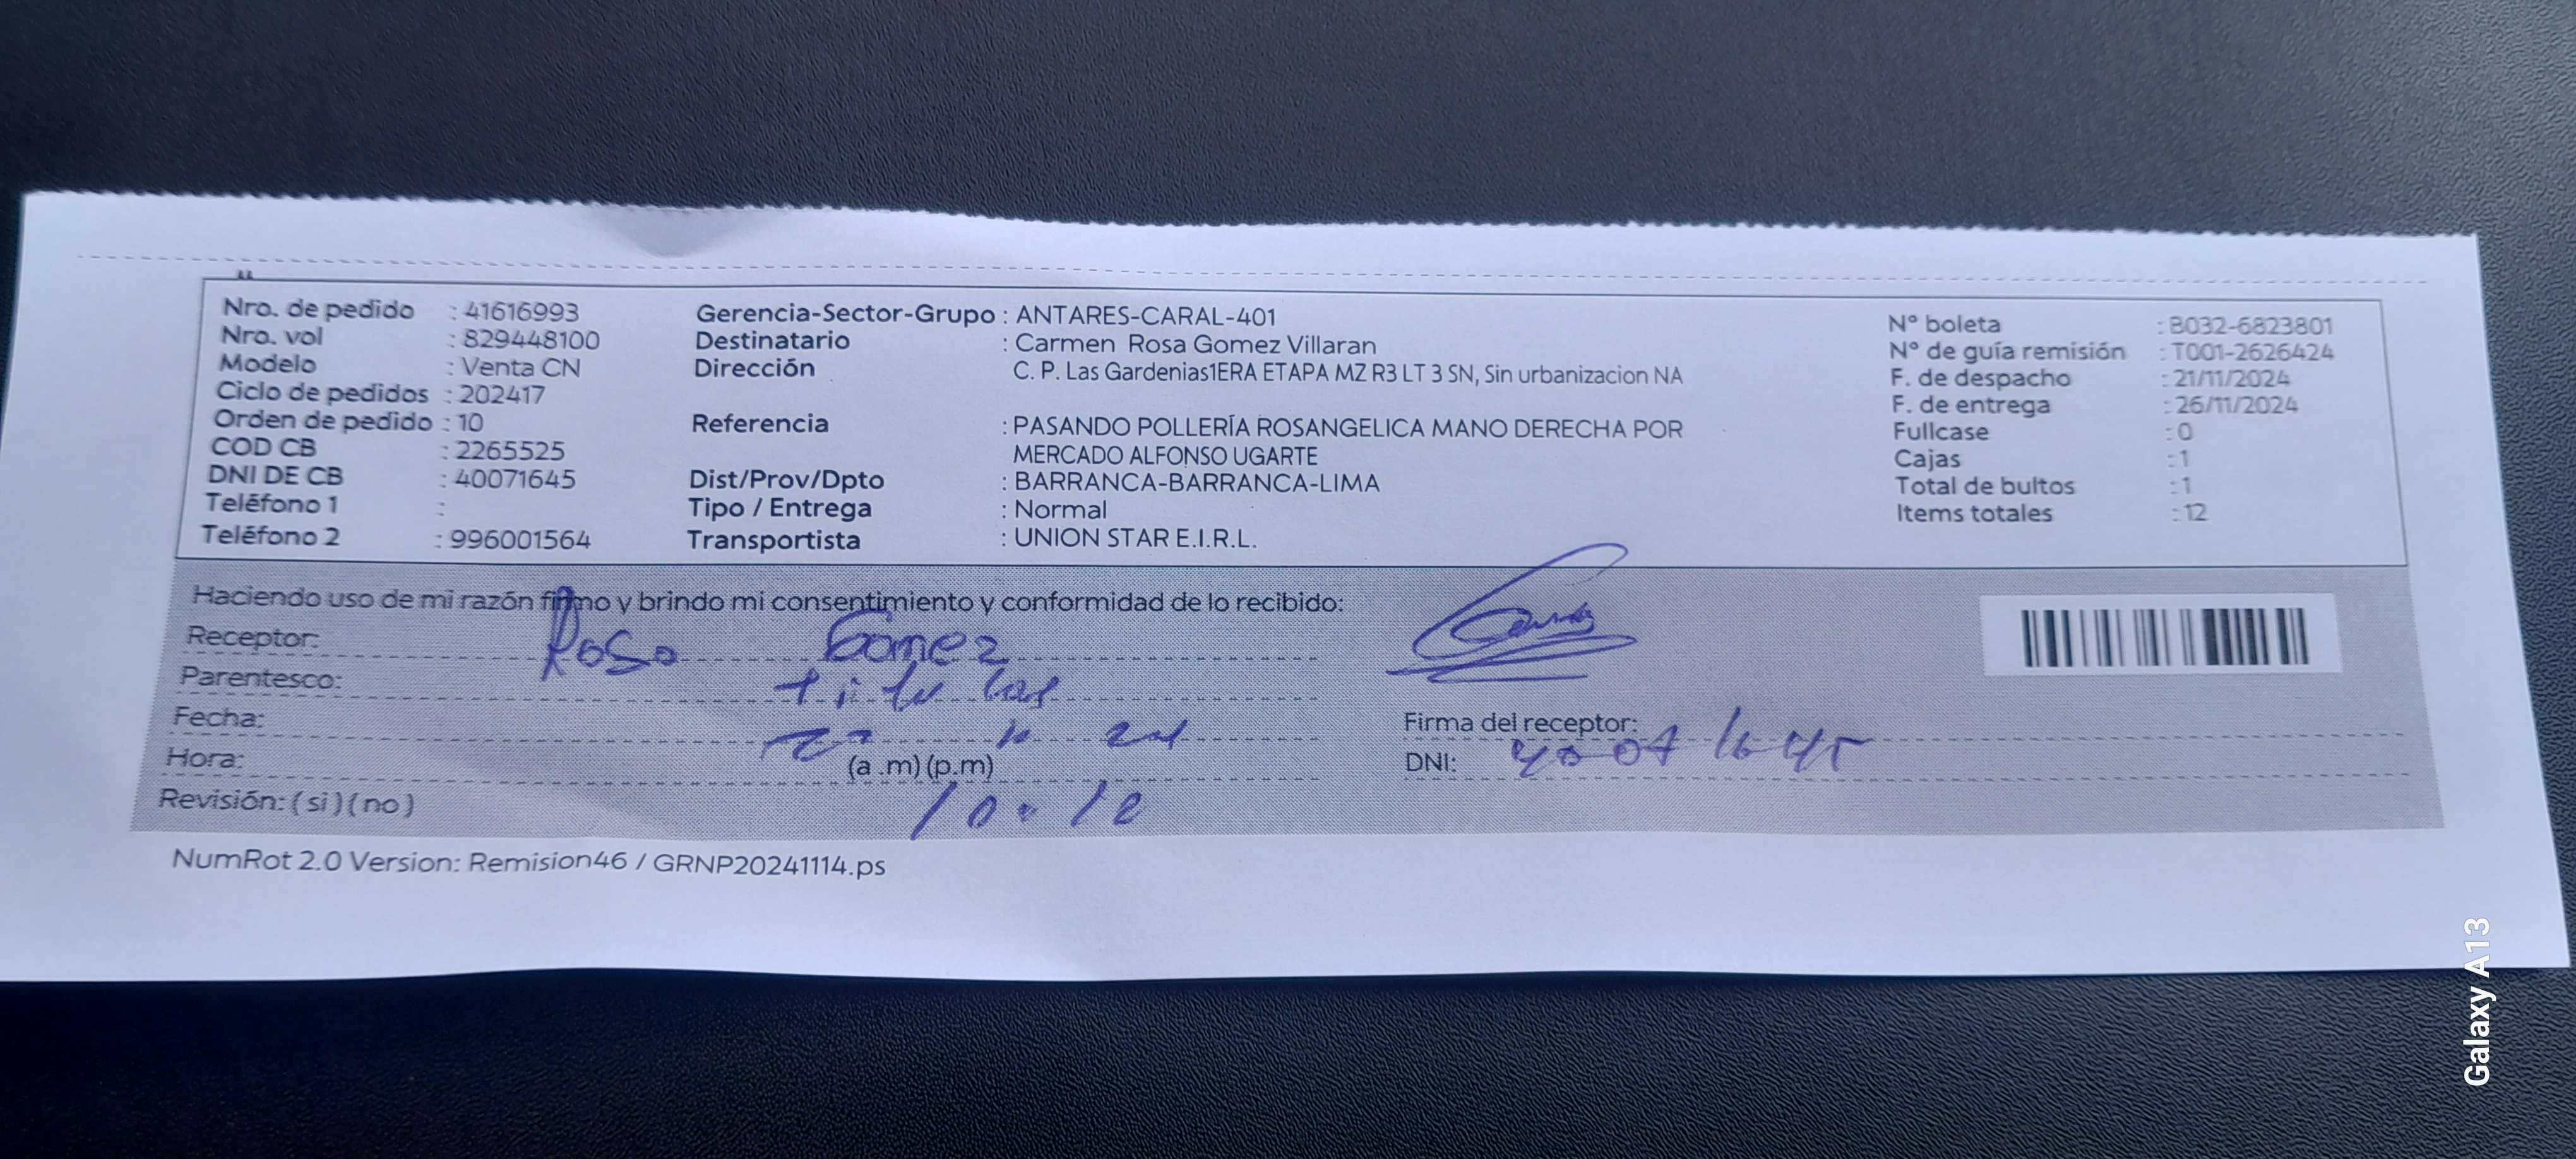 Nro. de pedido : 41616993 Gerencia-Sector-Grupo : ANTARES-CARAL-401 N° boleta : B032-6823801
Nro. vol : 829448100 Destinatario : Carmen Rosa Gomez Villaran N° de guía remisión : T001-2626424
Modelo : Venta CN Dirección : C. P. Las Gardenias1ERA ETAPA MZ R3 LT 3 SN, Sin urbanizacion NA F. de despacho : 21/11/2024
Ciclo de pedidos : 202417 F. de entrega : 26/11/2024
Orden de pedido : 10 Referencia : PASANDO POLLERÍA ROSANGELICA MANO DERECHA POR Fullcase : 0
COD CB : 2265525 MERCADO ALFONSO UGARTE Cajas : 1
DNI DE CB : 40071645 Dist/Prov/Dpto : BARRANCA-BARRANCA-LIMA Total de bultos : 1
Teléfono 1 : Tipo / Entrega : Normal Items totales : 12
Teléfono 2 : 996001564 Transportista : UNION STAR E.I.R.L.
Haciendo uso de mi razón firmo y brindo mi consentimiento y conformidad de lo recibido:
Receptor: Rosa Gomez
Parentesco: titular
Fecha: Firma del receptor:
Hora: (a .m) (p.m) DNI: 40071645
Revisión: ( si ) ( no ) 10:12
NumRot 2.0 Version: Remision46 / GRNP20241114.ps
Galaxy A13